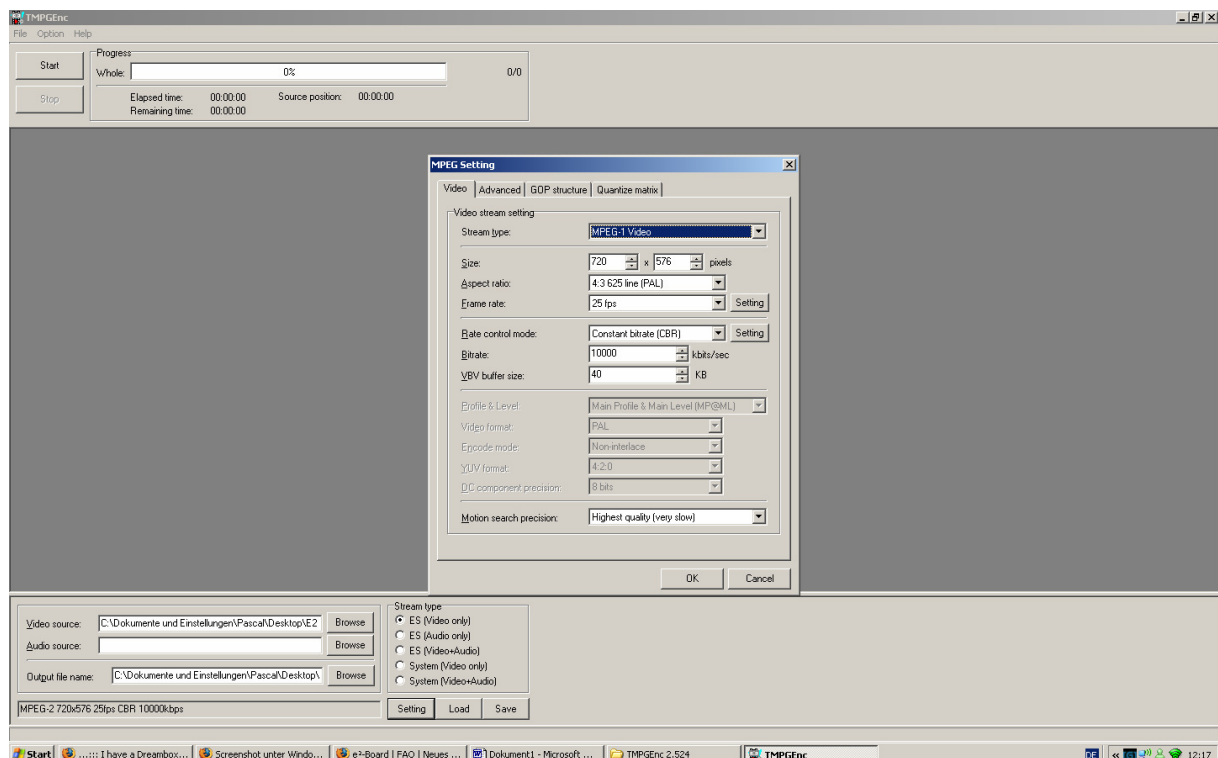 TMPGEnc
File Option Help
Start
Stop
Progress
Whole: 0% 0/0
Elapsed time: 00:00:00 Source position: 00:00:00
Remaining time: 00:00:00
MPEG Setting
Video Advanced GOP structure Quantize matrix
Video stream setting
Stream type: MPEG-1 Video
Size: 720 x 576 pixels
Aspect ratio: 4:3 625 line (PAL)
Frame rate: 25 fps Setting
Rate control mode: Constant bitrate (CBR) Setting
Bitrate: 10000 kbits/sec
VBV buffer size: 40 KB
Profile & Level: Main Profile & Main Level (MP@ML)
Video format: PAL
Encode mode: Non-interlace
YUV format: 4:2:0
DC component precision: 8 bits
Motion search precision: Highest quality (very slow)
OK Cancel
Video source: C:\Dokumente und Einstellungen\Pascal\Desktop\E2 Browse
Audio source: Browse
Output file name: C:\Dokumente und Einstellungen\Pascal\Desktop\ Browse
MPEG-2 720x576 25fps CBR 10000kbps
Stream type
ES (Video only)
ES (Audio only)
ES (Video+Audio)
System (Video only)
System (Video+Audio)
Setting Load Save
Start ...::: I have a Dreambox... Screenshot unter Windo... e²-Board | FAQ | Neues ... Dokument1 - Microsoft ... TMPGEnc 2.524 TMPGEnc DE « 12:17